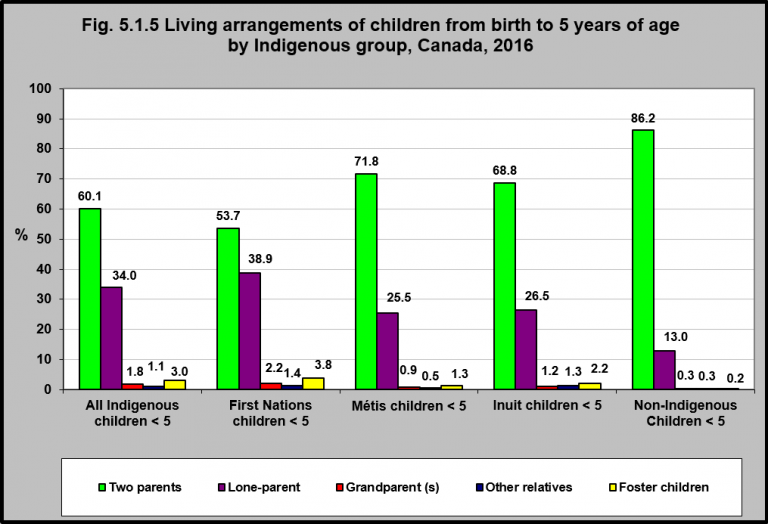 Fig. 5.1.5 Living arrangements of children from birth to 5 years of age
by Indigenous group, Canada, 2016
%
100
90
80
70
60
50
40
30
20
10
0
60.1
34.0
1.8
1.1
3.0
53.7
38.9
2.2
1.4
3.8
71.8
25.5
0.9
0.5
1.3
68.8
26.5
1.2
1.3
2.2
86.2
13.0
0.3
0.3
0.2
All Indigenous
children < 5
First Nations
children < 5
Métis children < 5
Inuit children < 5
Non-Indigenous
Children < 5
Two parents
Lone-parent
Grandparent (s)
Other relatives
Foster children